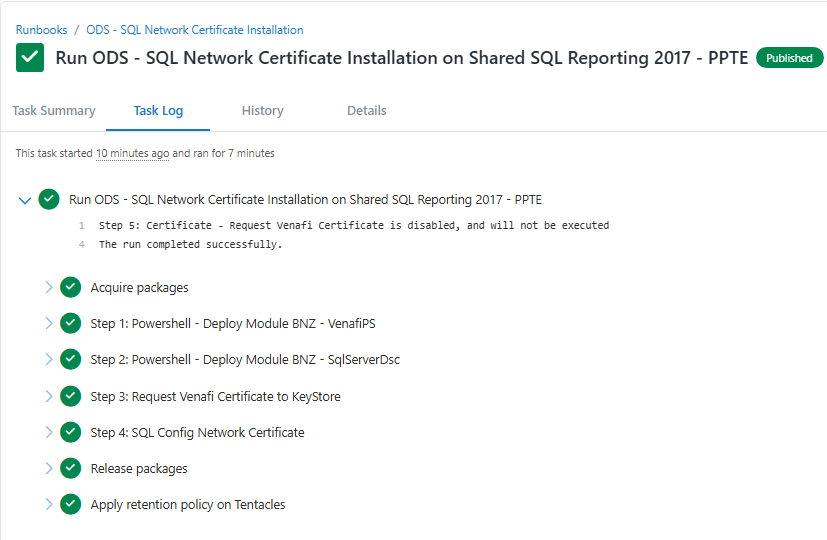 Runbooks / ODS - SQL Network Certificate Installation
Run ODS - SQL Network Certificate Installation on Shared SQL Reporting 2017 - PPTE Published
Task Summary Task Log History Details
This task started 10 minutes ago and ran for 7 minutes
Run ODS - SQL Network Certificate Installation on Shared SQL Reporting 2017 - PPTE
1 Step 5: Certificate - Request Venafi Certificate is disabled, and will not be executed
4 The run completed successfully.
Acquire packages
Step 1: Powershell - Deploy Module BNZ - VenafiPS
Step 2: Powershell - Deploy Module BNZ - SqlServerDsc
Step 3: Request Venafi Certificate to KeyStore
Step 4: SQL Config Network Certificate
Release packages
Apply retention policy on Tentacles